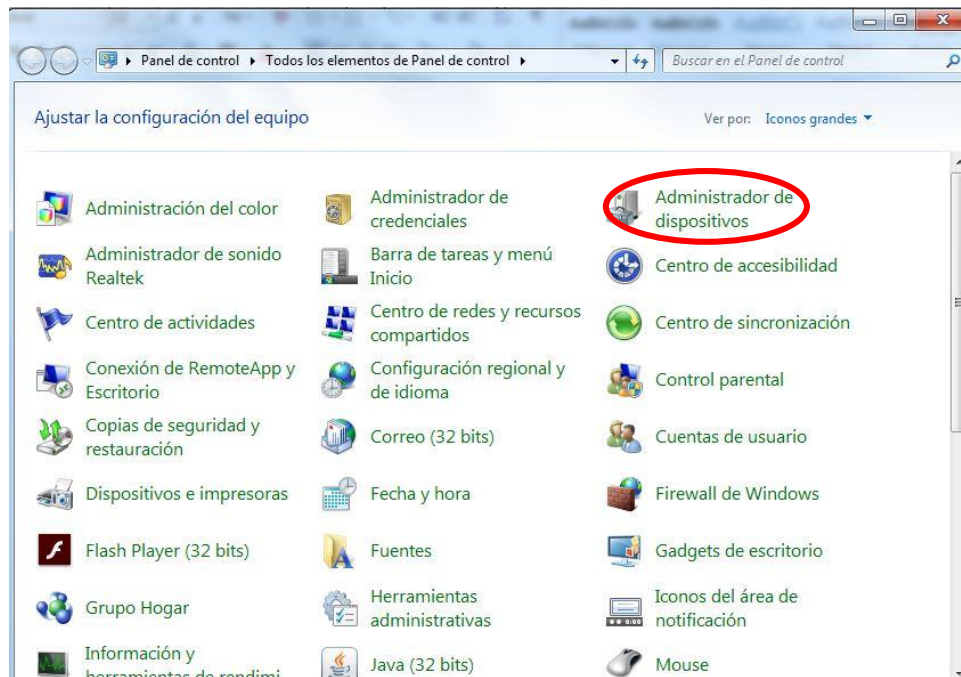 Panel de control ▸ Todos los elementos de Panel de control ▸
Buscar en el Panel de control
Ajustar la configuración del equipo
Ver por: Iconos grandes
Administración del color
Administrador de
credenciales
Administrador de
dispositivos
Administrador de sonido
Realtek
Barra de tareas y menú
Inicio
Centro de accesibilidad
Centro de actividades
Centro de redes y recursos
compartidos
Centro de sincronización
Conexión de RemoteApp y
Escritorio
Configuración regional y
de idioma
Control parental
Copias de seguridad y
restauración
Correo (32 bits)
Cuentas de usuario
Dispositivos e impresoras
Fecha y hora
Firewall de Windows
Flash Player (32 bits)
Fuentes
Gadgets de escritorio
Grupo Hogar
Herramientas
administrativas
Iconos del área de
notificación
Información y
herramientas de rendimi
Java (32 bits)
Mouse